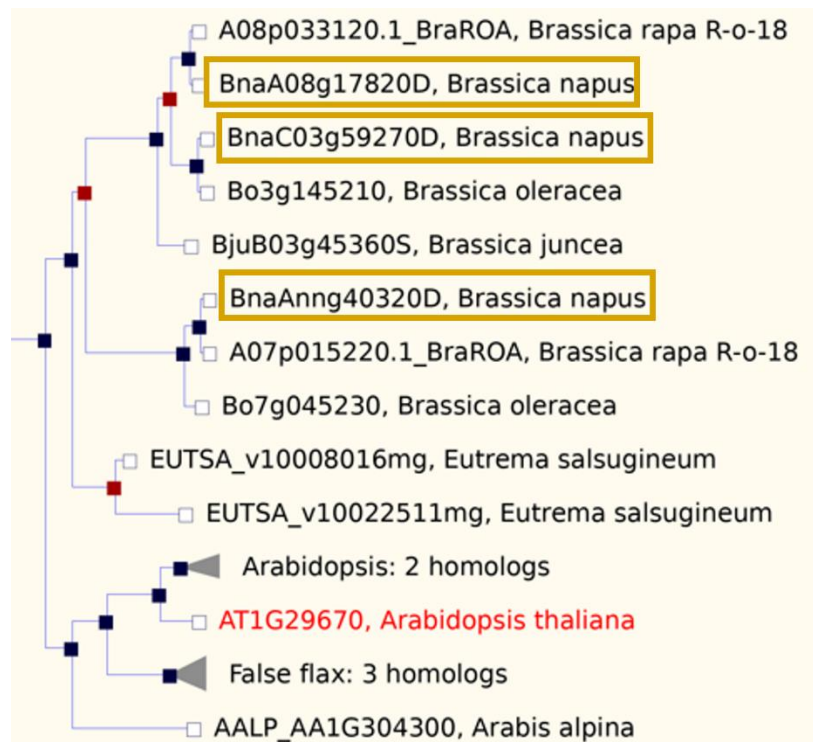 A08p033120.1_BraROA, Brassica rapa R-o-18
BnaA08g17820D, Brassica napus
BnaC03g59270D, Brassica napus
Bo3g145210, Brassica oleracea
BjuB03g45360S, Brassica juncea
BnaAnng40320D, Brassica napus
A07p015220.1_BraROA, Brassica rapa R-o-18
Bo7g045230, Brassica oleracea
EUTSA_v10008016mg, Eutrema salsugineum
EUTSA_v10022511mg, Eutrema salsugineum
Arabidopsis: 2 homologs
AT1G29670, Arabidopsis thaliana
False flax: 3 homologs
AALP_AA1G304300, Arabis alpina